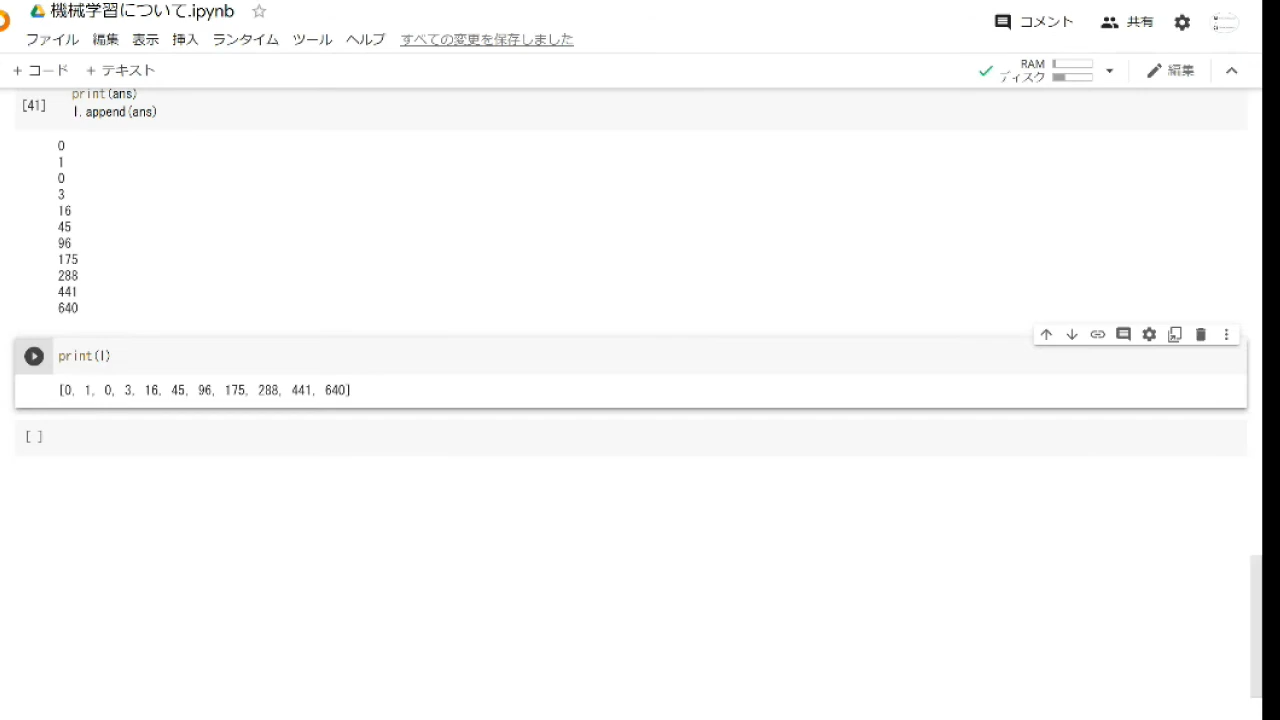 機械学習について.ipynb
コメント
共有
ファイル 編集 表示 挿入 ランタイム ツール ヘルプ すべての変更を保存しました
+ コード + テキスト
RAM
ディスク
編集
print(ans)
[41]
l.append(ans)
0
1
0
3
16
45
96
175
288
441
640
print(l)
[0, 1, 0, 3, 16, 45, 96, 175, 288, 441, 640]
[ ]